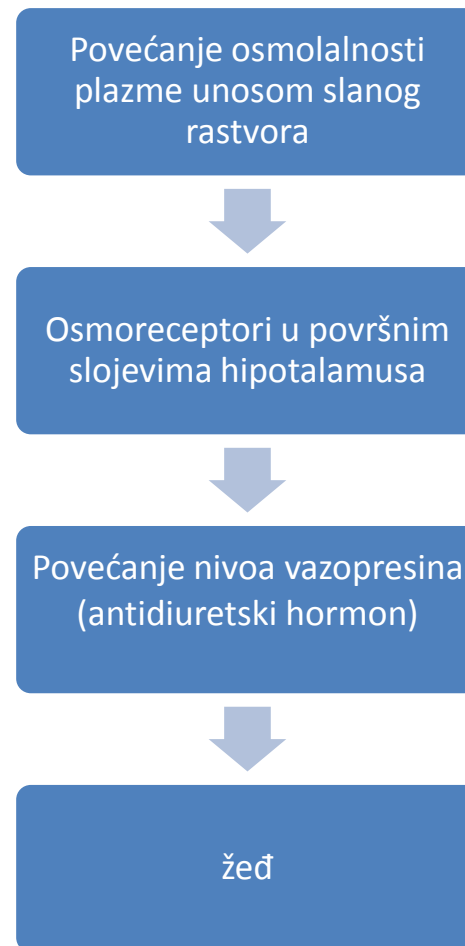 Povećanje osmolalnosti
plazme unosom slanog
rastvora
Osmoreceptori u površnim
slojevima hipotalamusa
Povećanje nivoa vazopresina
(antidiuretski hormon)
žeđ